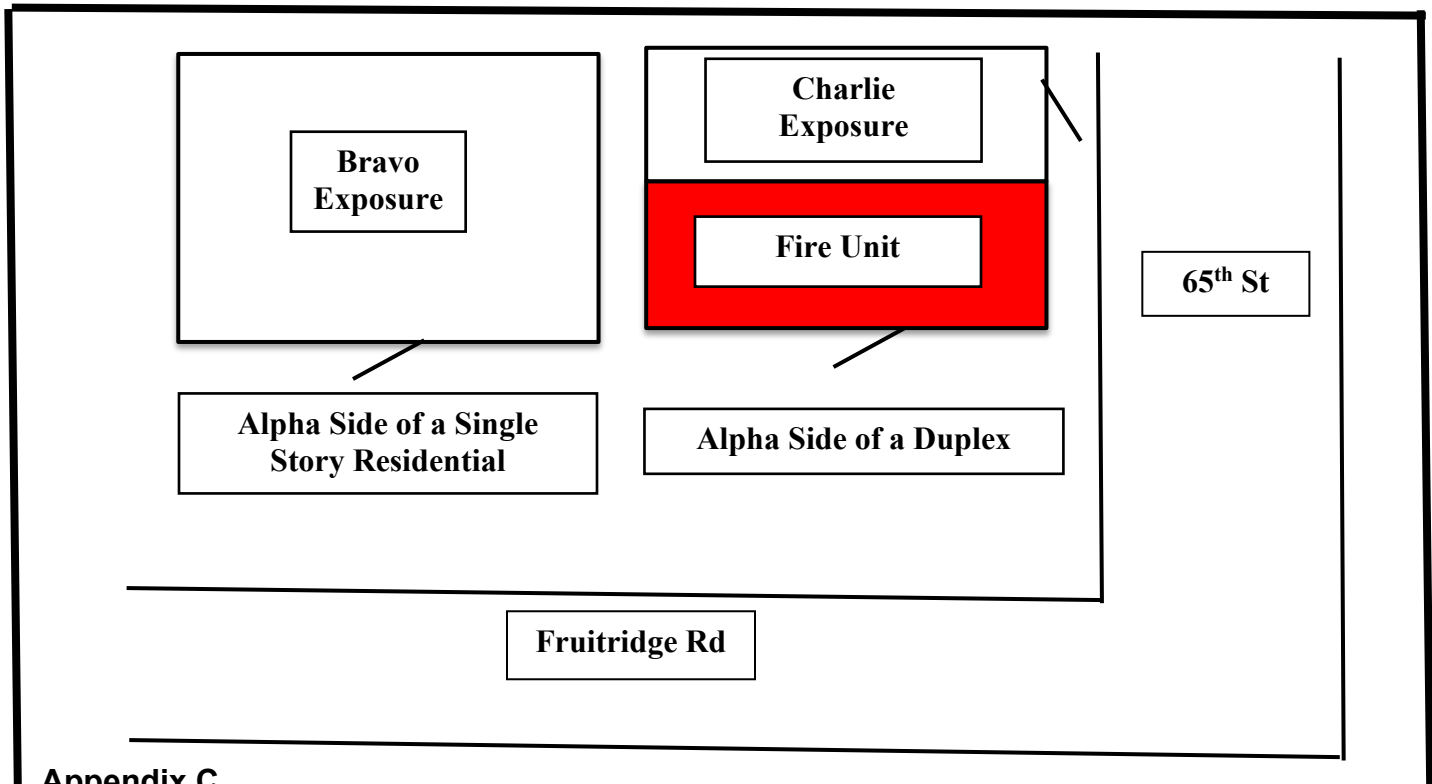 Charlie
Exposure
Bravo
Exposure
Fire Unit
65th St
Alpha Side of a Single
Story Residential
Alpha Side of a Duplex
Fruitridge Rd
Appendix C